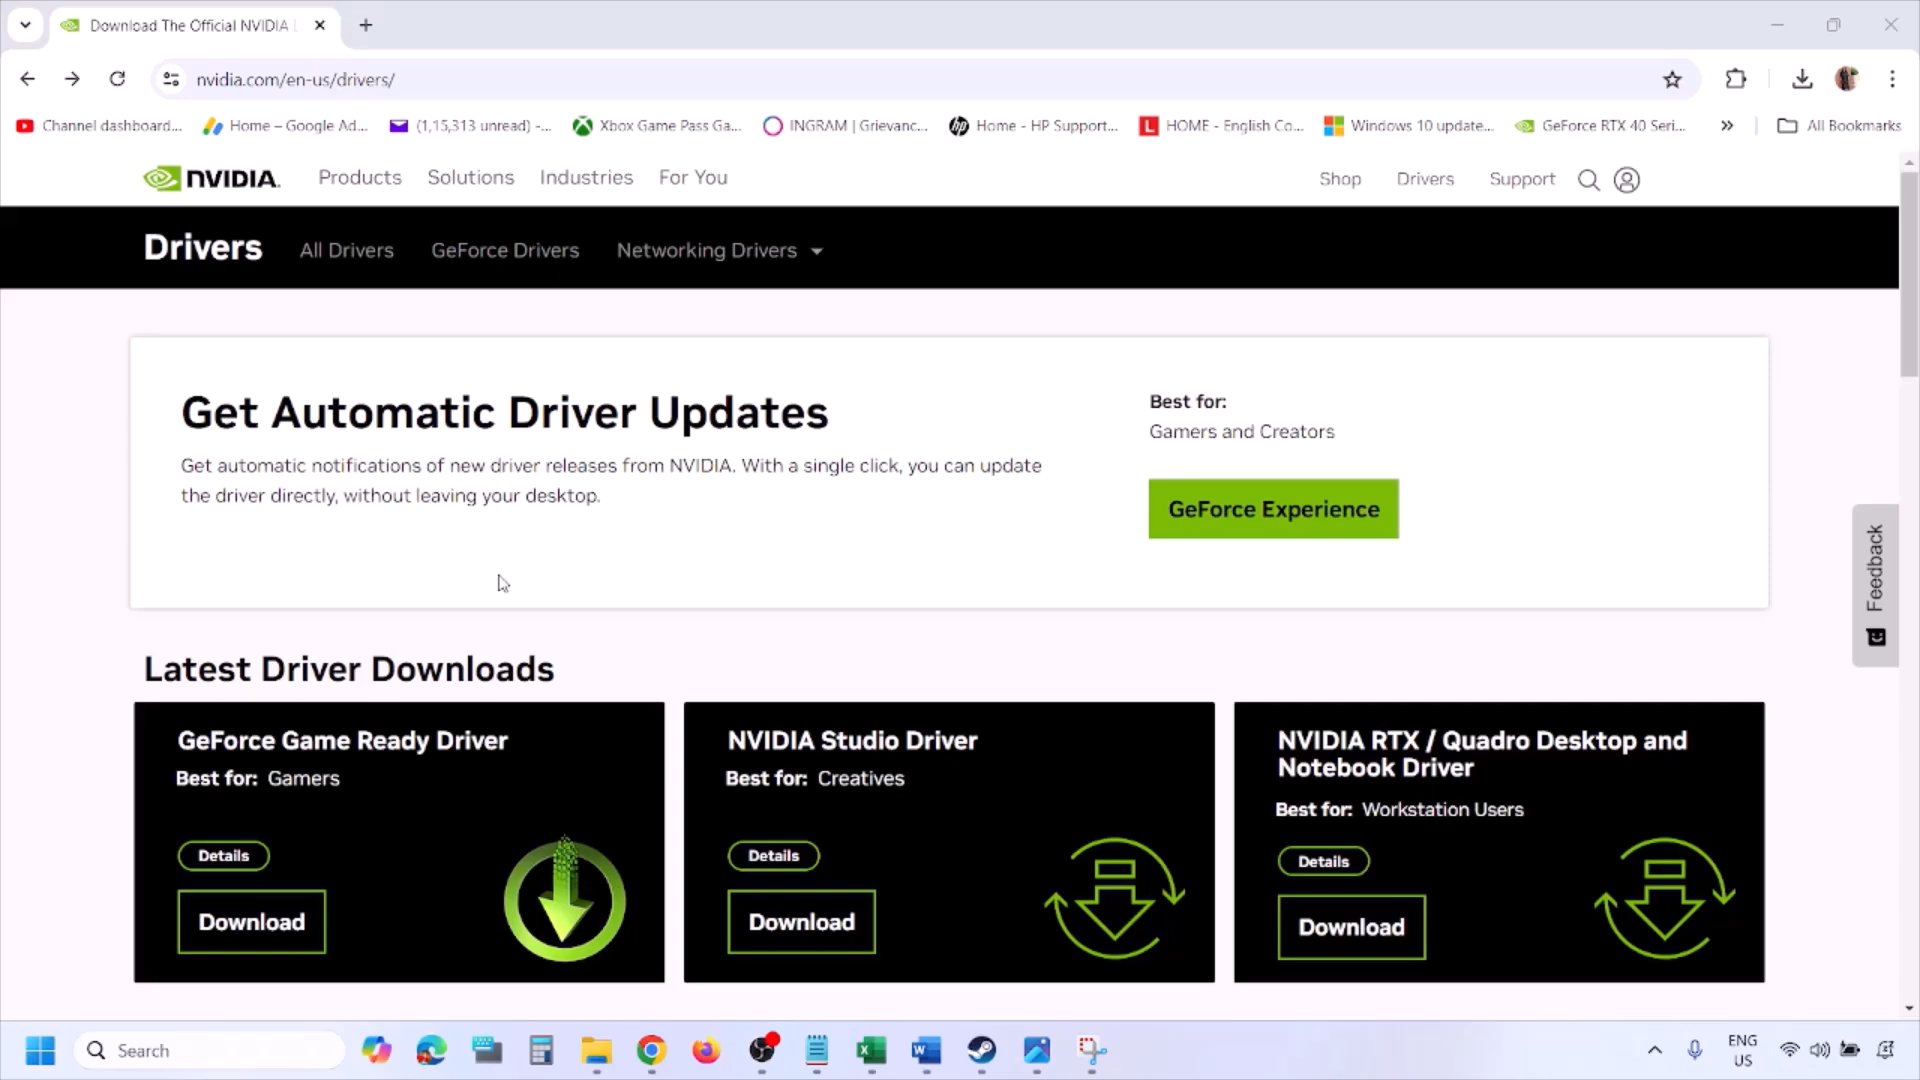 Download The Official NVIDIA
nvidia.com/en-us/drivers/
Channel dashboard...
Home – Google Ad...
(1,15,313 unread) -...
Xbox Game Pass Ga...
INGRAM | Grievanc...
Home - HP Support...
HOME - English Co...
Windows 10 update...
GeForce RTX 40 Seri...
All Bookmarks
NVIDIA.
Products
Solutions
Industries
For You
Shop
Drivers
Support
Drivers
All Drivers
GeForce Drivers
Networking Drivers
Get Automatic Driver Updates
Get automatic notifications of new driver releases from NVIDIA. With a single click, you can update
the driver directly, without leaving your desktop.
Best for:
Gamers and Creators
GeForce Experience
Feedback
Latest Driver Downloads
GeForce Game Ready Driver
Best for: Gamers
Details
Download
NVIDIA Studio Driver
Best for: Creatives
Details
Download
NVIDIA RTX / Quadro Desktop and
Notebook Driver
Best for: Workstation Users
Details
Download
Search
ENG
US